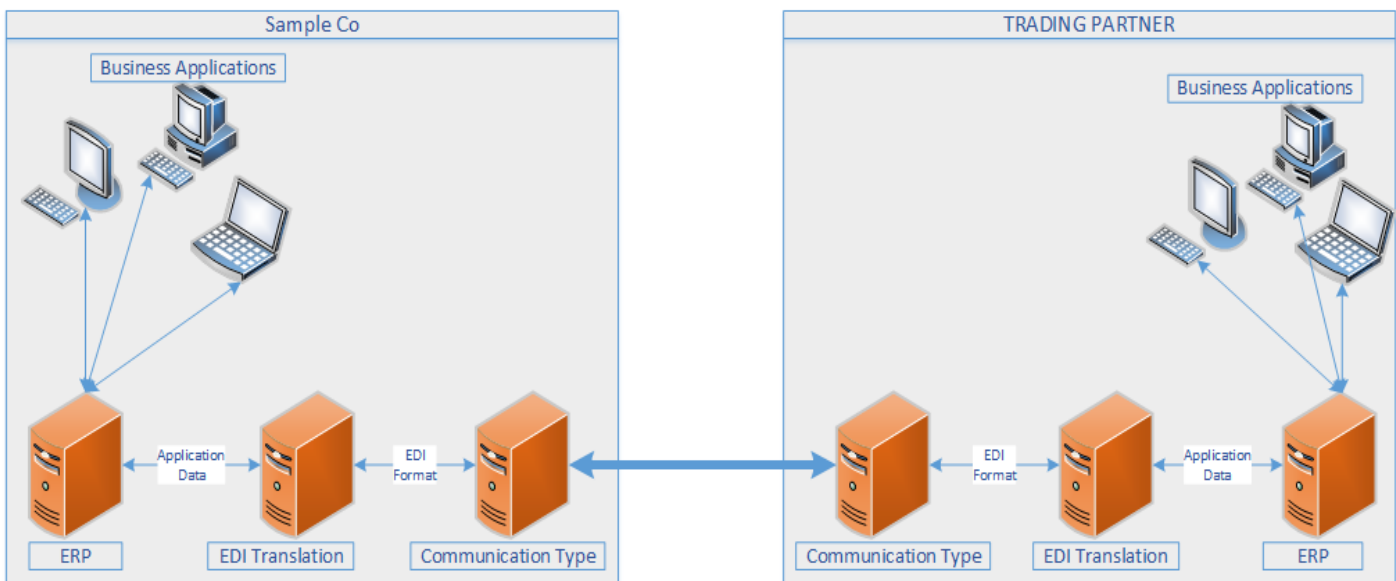 Sample Co
Business Applications
Application
Data
EDI
Format
ERP
EDI Translation
Communication Type
TRADING PARTNER
Business Applications
EDI
Format
Application
Data
Communication Type
EDI Translation
ERP